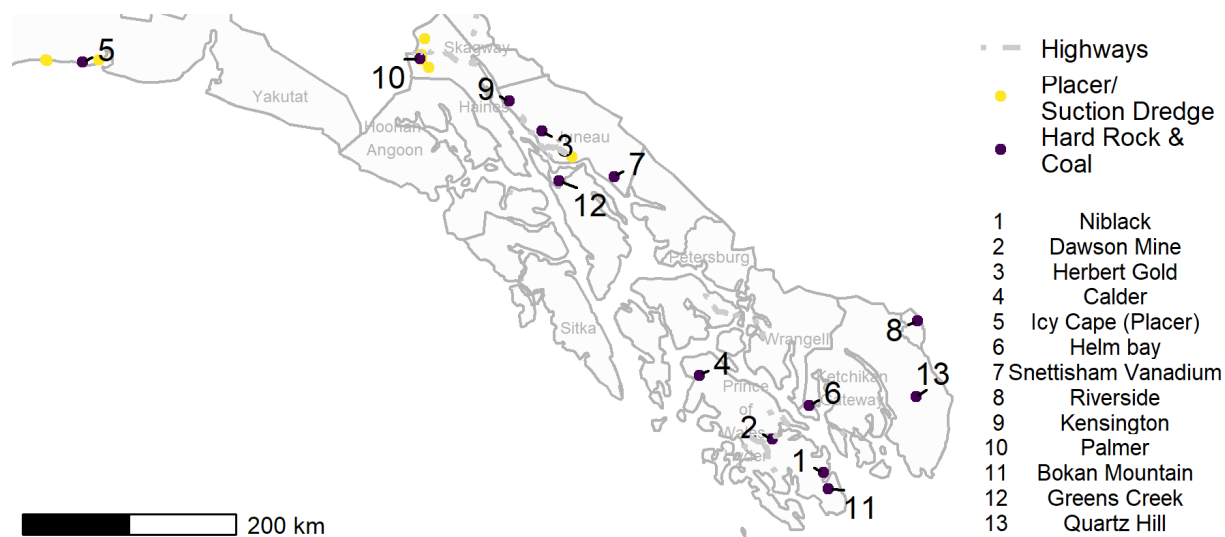 5
10
Skagway
9
Yakutat
Haines
Hoonah
Angoon
Juneau
3
7
12
Petersburg
Sitka
Wrangell
8
4
Prince
of
Wales
Hyder
Ketchikan
Gateway
13
6
2
1
11
200 km
Highways
Placer/
Suction Dredge
Hard Rock &
Coal
1 Niblack
2 Dawson Mine
3 Herbert Gold
4 Calder
5 Icy Cape (Placer)
6 Helm bay
7 Snettisham Vanadium
8 Riverside
9 Kensington
10 Palmer
11 Bokan Mountain
12 Greens Creek
13 Quartz Hill